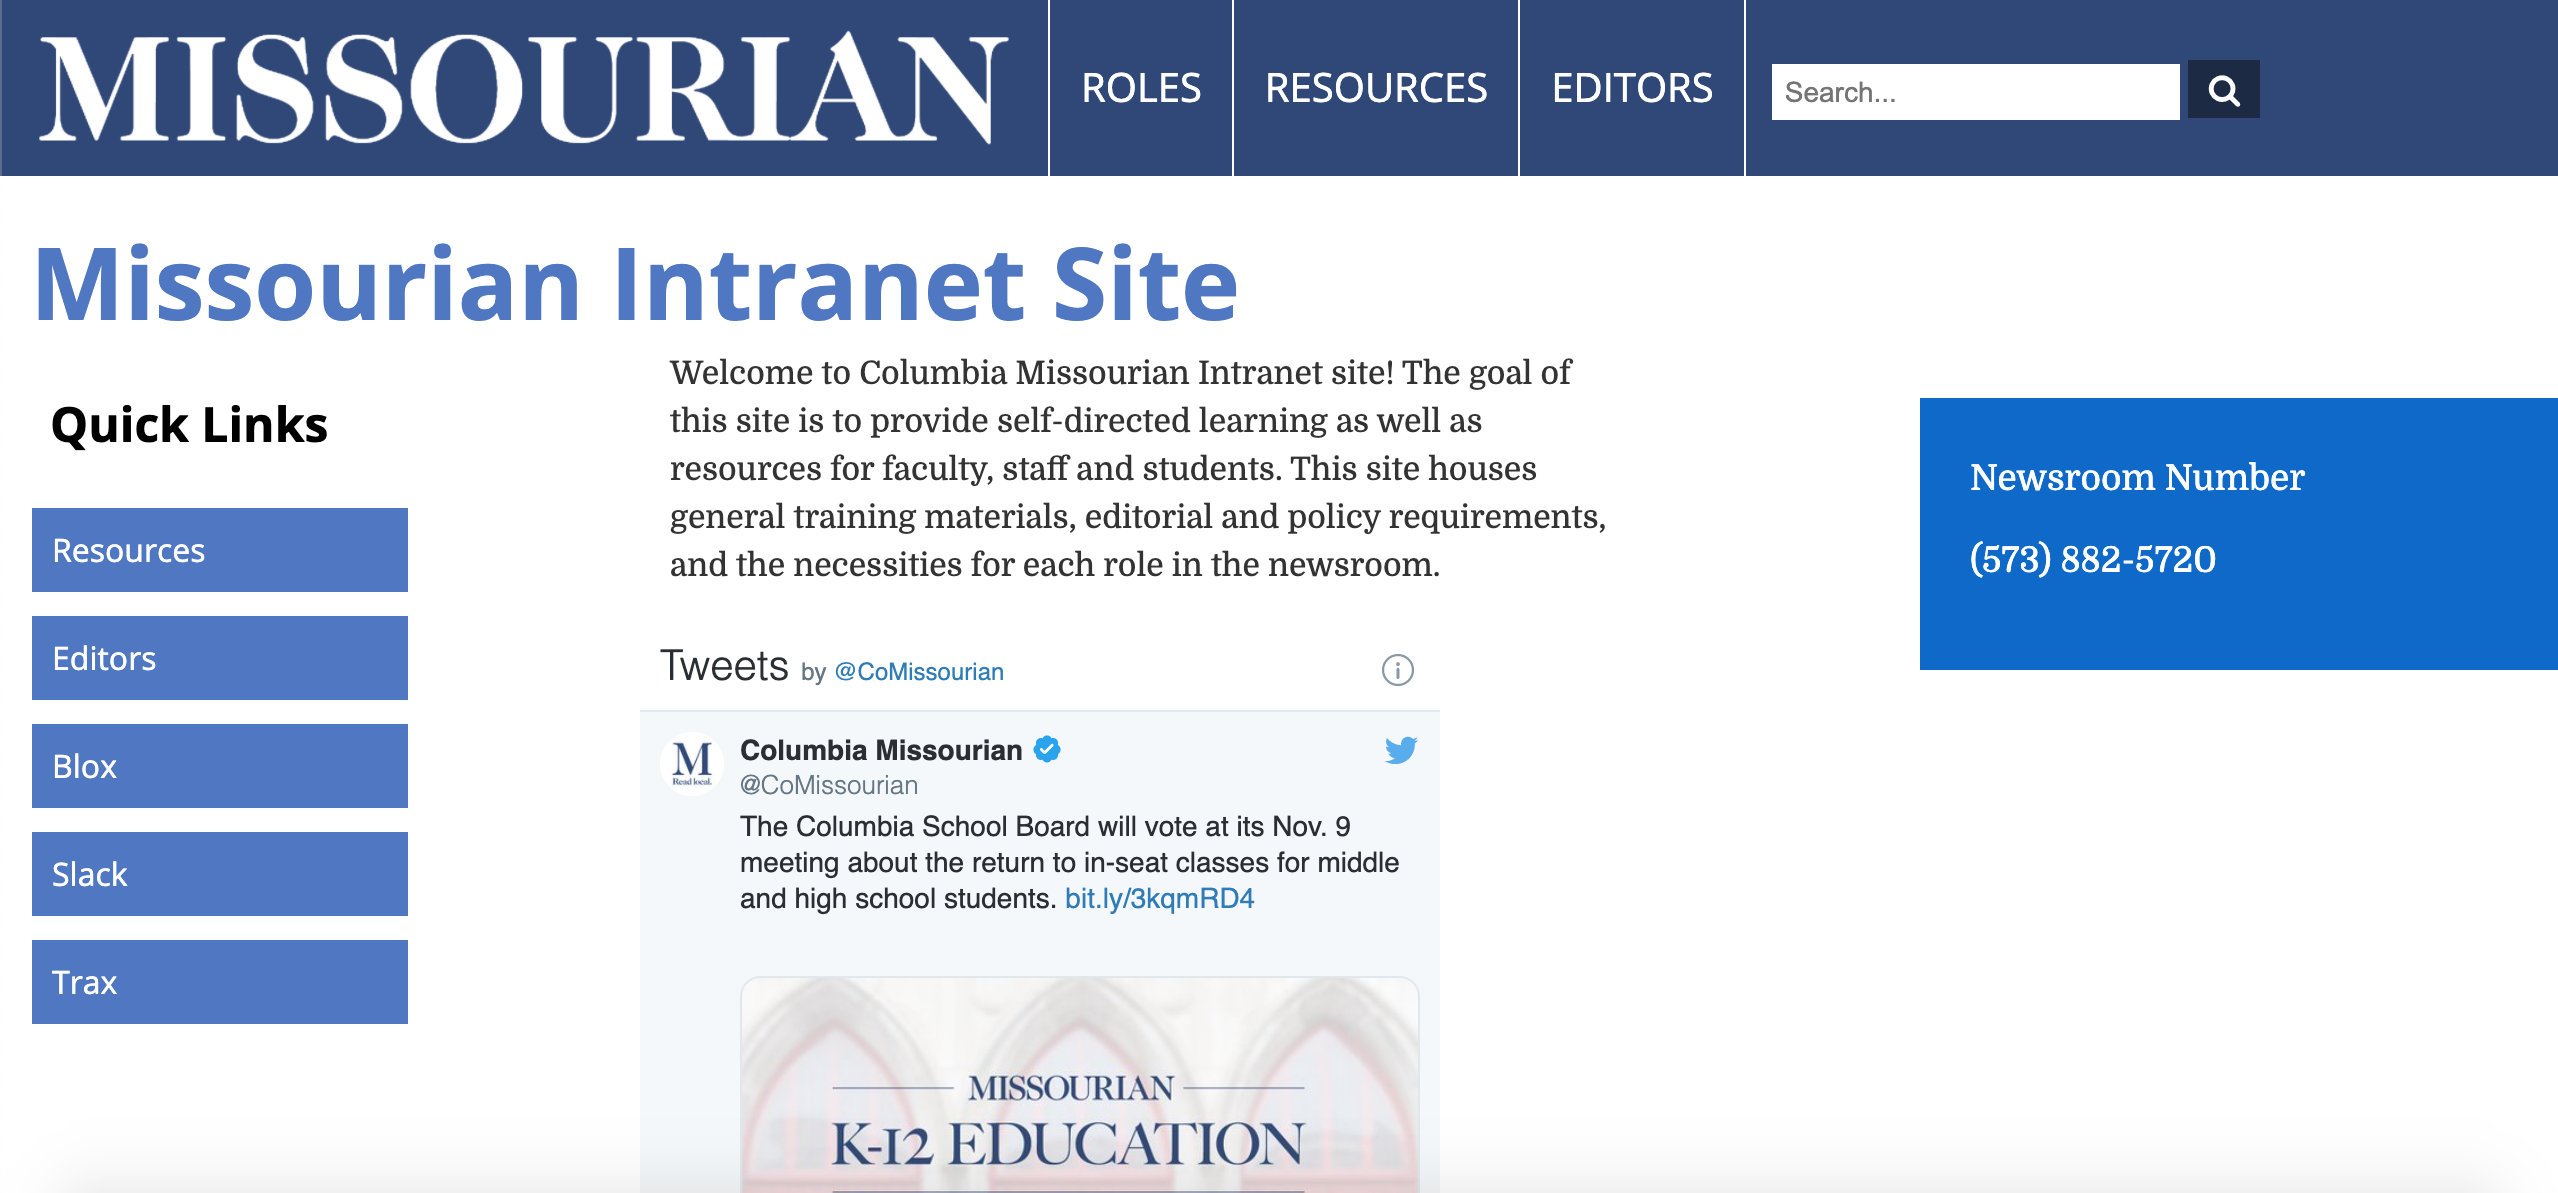 MISSOURIAN
ROLES
RESOURCES
EDITORS
Search...
Missourian Intranet Site
Quick Links
Resources
Editors
Blox
Slack
Trax
Welcome to Columbia Missourian Intranet site! The goal of
this site is to provide self-directed learning as well as
resources for faculty, staff and students. This site houses
general training materials, editorial and policy requirements,
and the necessities for each role in the newsroom.
Tweets by @CoMissourian
M
Read local.
Columbia Missourian
@CoMissourian
The Columbia School Board will vote at its Nov. 9
meeting about the return to in-seat classes for middle
and high school students. bit.ly/3kqmRD4
MISSOURIAN
K-12 EDUCATION
Newsroom Number
(573) 882-5720